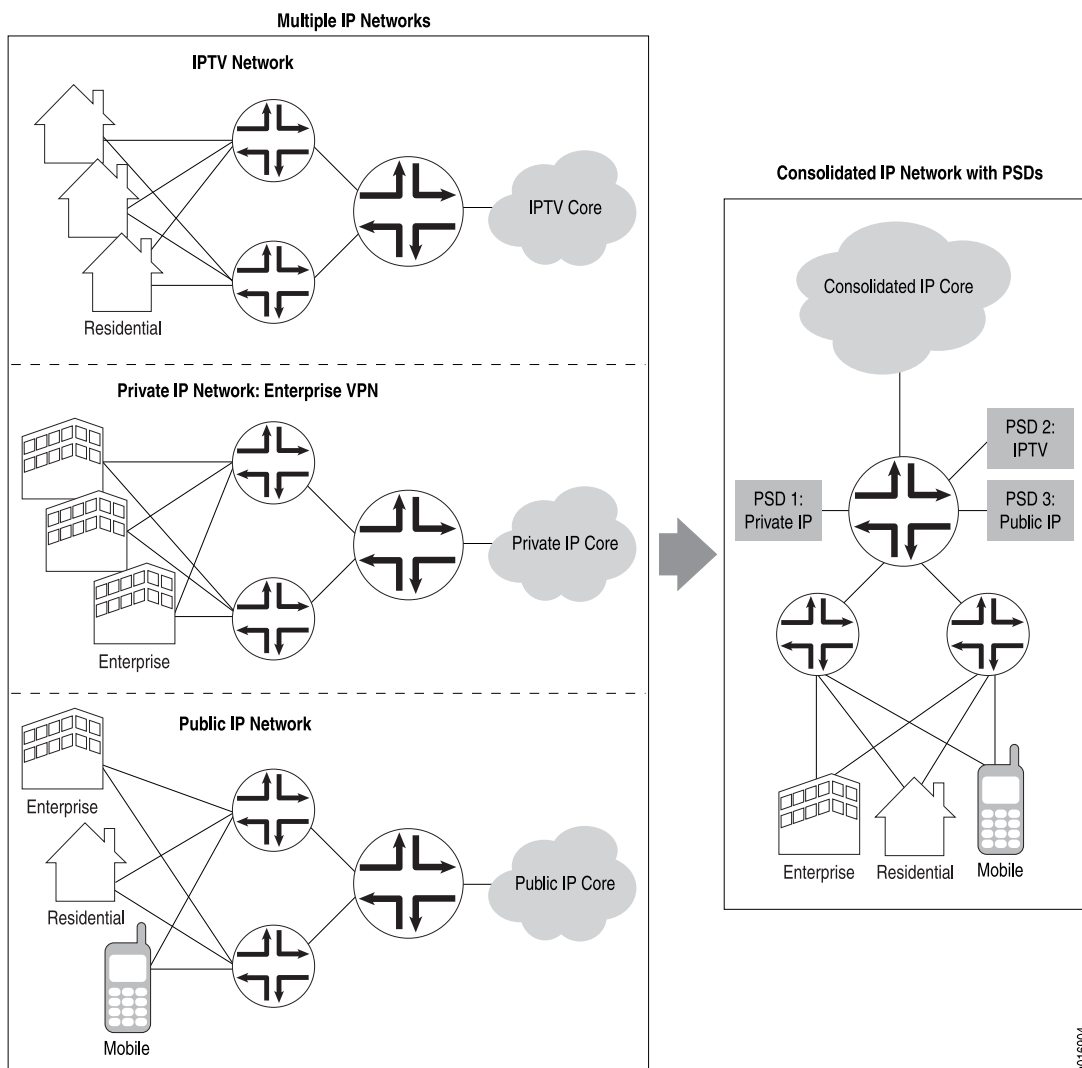 Multiple IP Networks
IPTV Network
IPTV Core
Residential
Private IP Network: Enterprise VPN
Private IP Core
Enterprise
Public IP Network
Enterprise
Residential
Public IP Core
Mobile
Consolidated IP Network with PSDs
Consolidated IP Core
PSD 2:
IPTV
PSD 1:
Private IP
PSD 3:
Public IP
Enterprise
Residential
Mobile